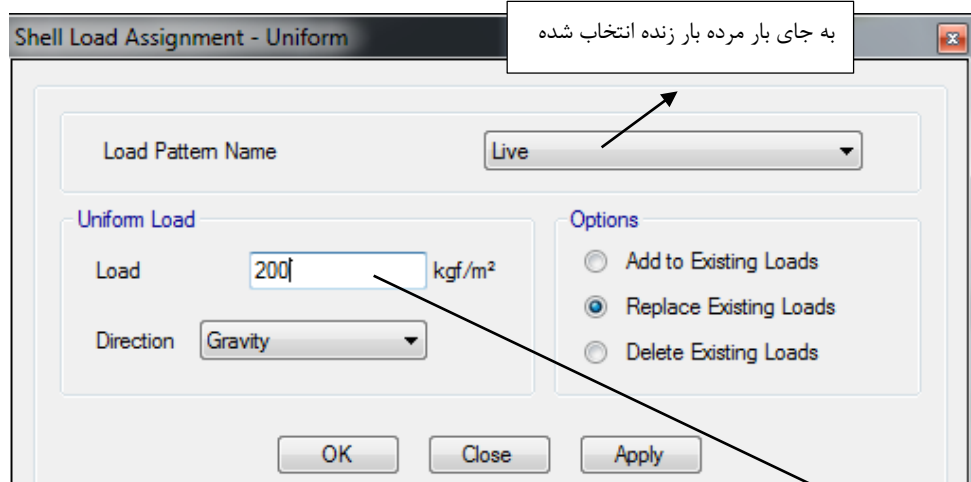 Shell Load Assignment - Uniform
به جای بار مرده بار زنده انتخاب شده
Load Pattern Name
Live
Uniform Load
Load
200
kgf/m²
Direction
Gravity
Options
Add to Existing Loads
Replace Existing Loads
Delete Existing Loads
OK
Close
Apply